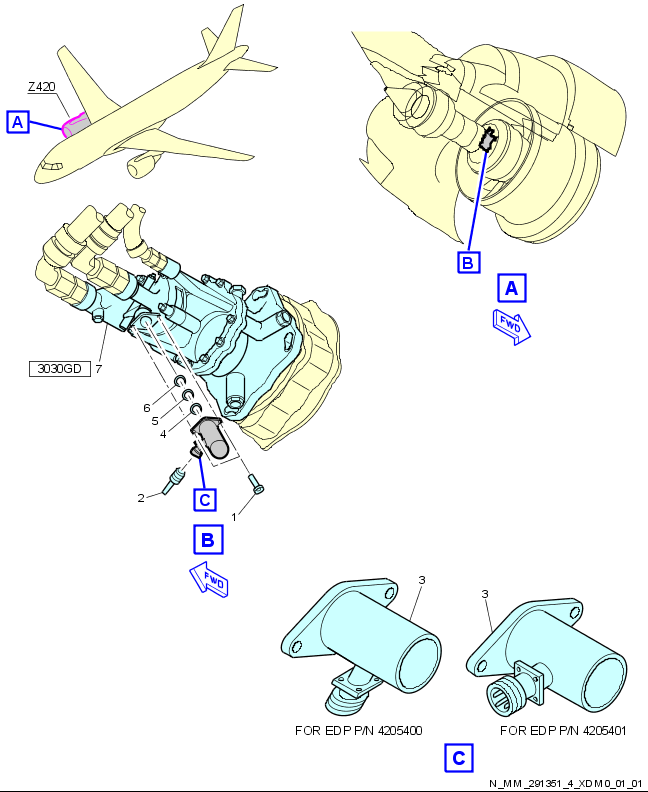 Z420
A
B
A
FWD
3030GD
7
6
5
4
2
C
1
B
FWD
3
3
FOR EDP P/N 4205400
FOR EDP P/N 4205401
C
N_MM_291351_4_XDM0_01_01